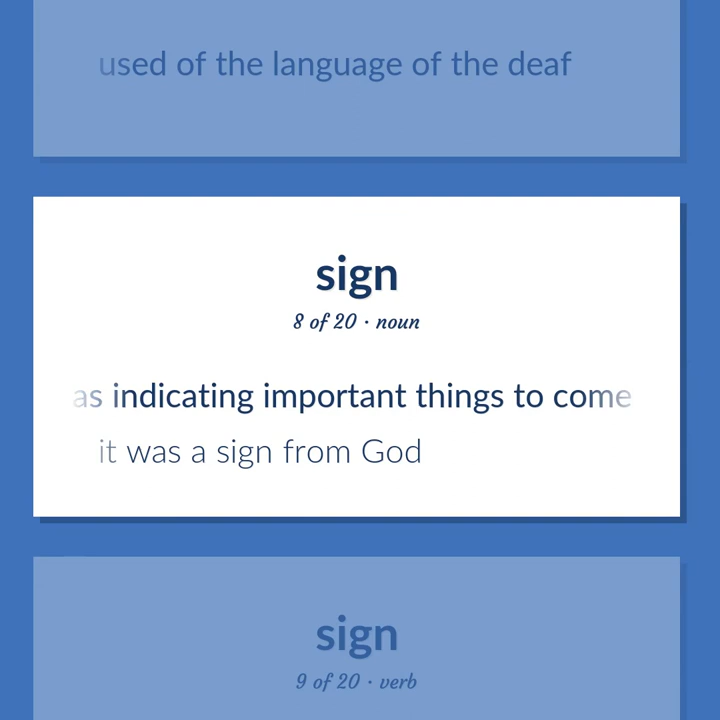 used of the language of the deaf
sign
8 of 20 · noun
as indicating important things to come
it was a sign from God
sign
9 of 20 · verb